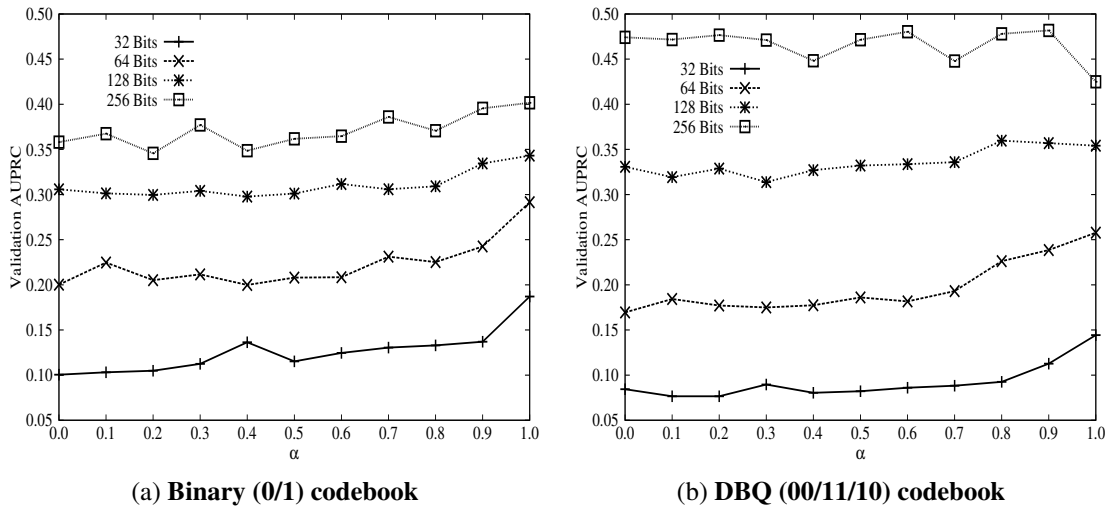 0.50
0.45
0.40
0.35
0.30
0.25
0.20
0.15
0.10
0.05
Validation AUPRC
32 Bits
64 Bits
128 Bits
256 Bits
0.0 0.1 0.2 0.3 0.4 0.5 0.6 0.7 0.8 0.9 1.0
α
(a) Binary (0/1) codebook
0.50
0.45
0.40
0.35
0.30
0.25
0.20
0.15
0.10
0.05
Validation AUPRC
32 Bits
64 Bits
128 Bits
256 Bits
0.0 0.1 0.2 0.3 0.4 0.5 0.6 0.7 0.8 0.9 1.0
α
(b) DBQ (00/11/10) codebook